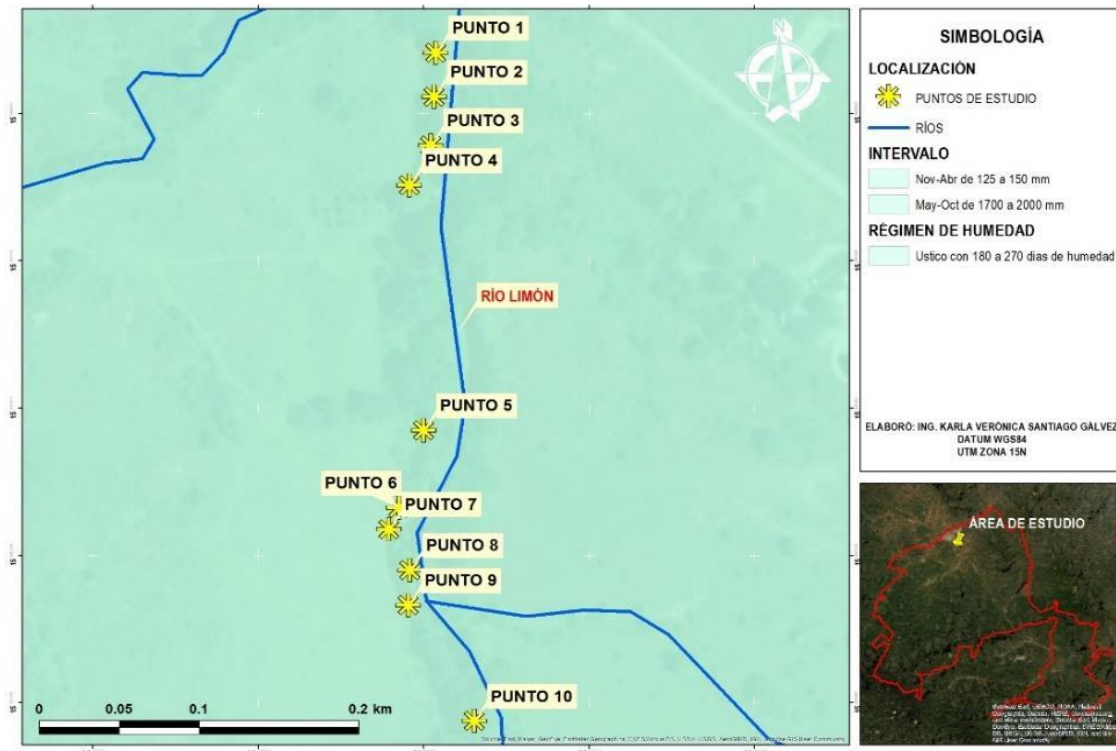 PUNTO 1
PUNTO 2
PUNTO 3
PUNTO 4
RÍO LIMÓN
PUNTO 5
PUNTO 6
PUNTO 7
PUNTO 8
PUNTO 9
PUNTO 10
0 0.05 0.1 0.2 km
N
SIMBOLOGÍA
LOCALIZACIÓN
PUNTOS DE ESTUDIO
RÍOS
INTERVALO
Nov-Abr de 125 a 150 mm
May-Oct de 1700 a 2000 mm
RÉGIMEN DE HUMEDAD
Ustico con 180 a 270 dias de humedad
ELABORÓ: ING. KARLA VERÓNICA SANTIAGO GÁLVEZ
DATUM WGS84
UTM ZONA 15N
ÁREA DE ESTUDIO